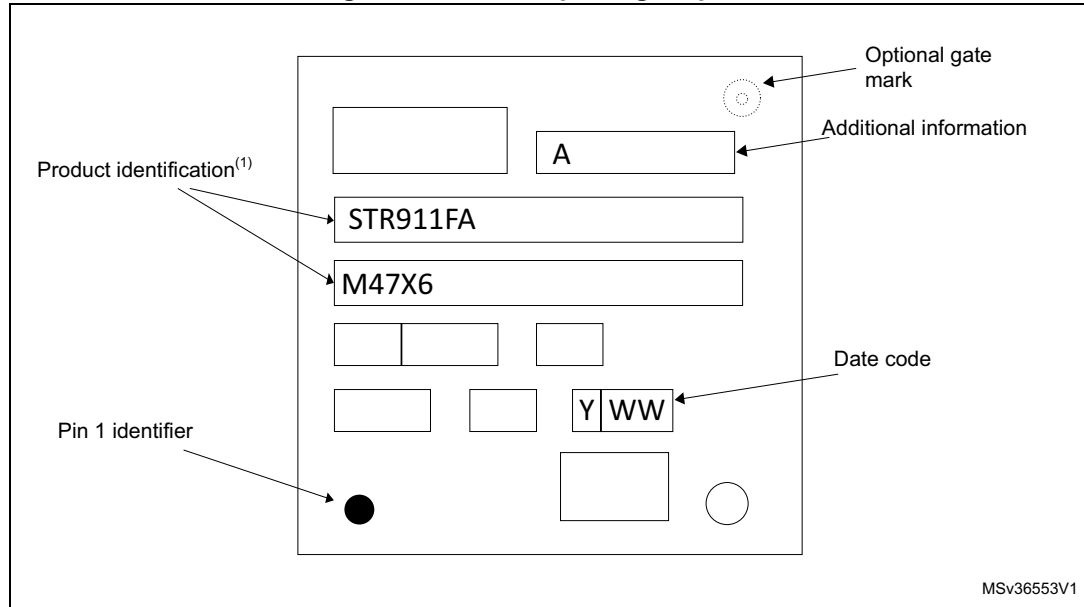 Optional gate
mark
Additional information
A
Product identification(1)
STR911FA
M47X6
Date code
Y WW
Pin 1 identifier
MSv36553V1